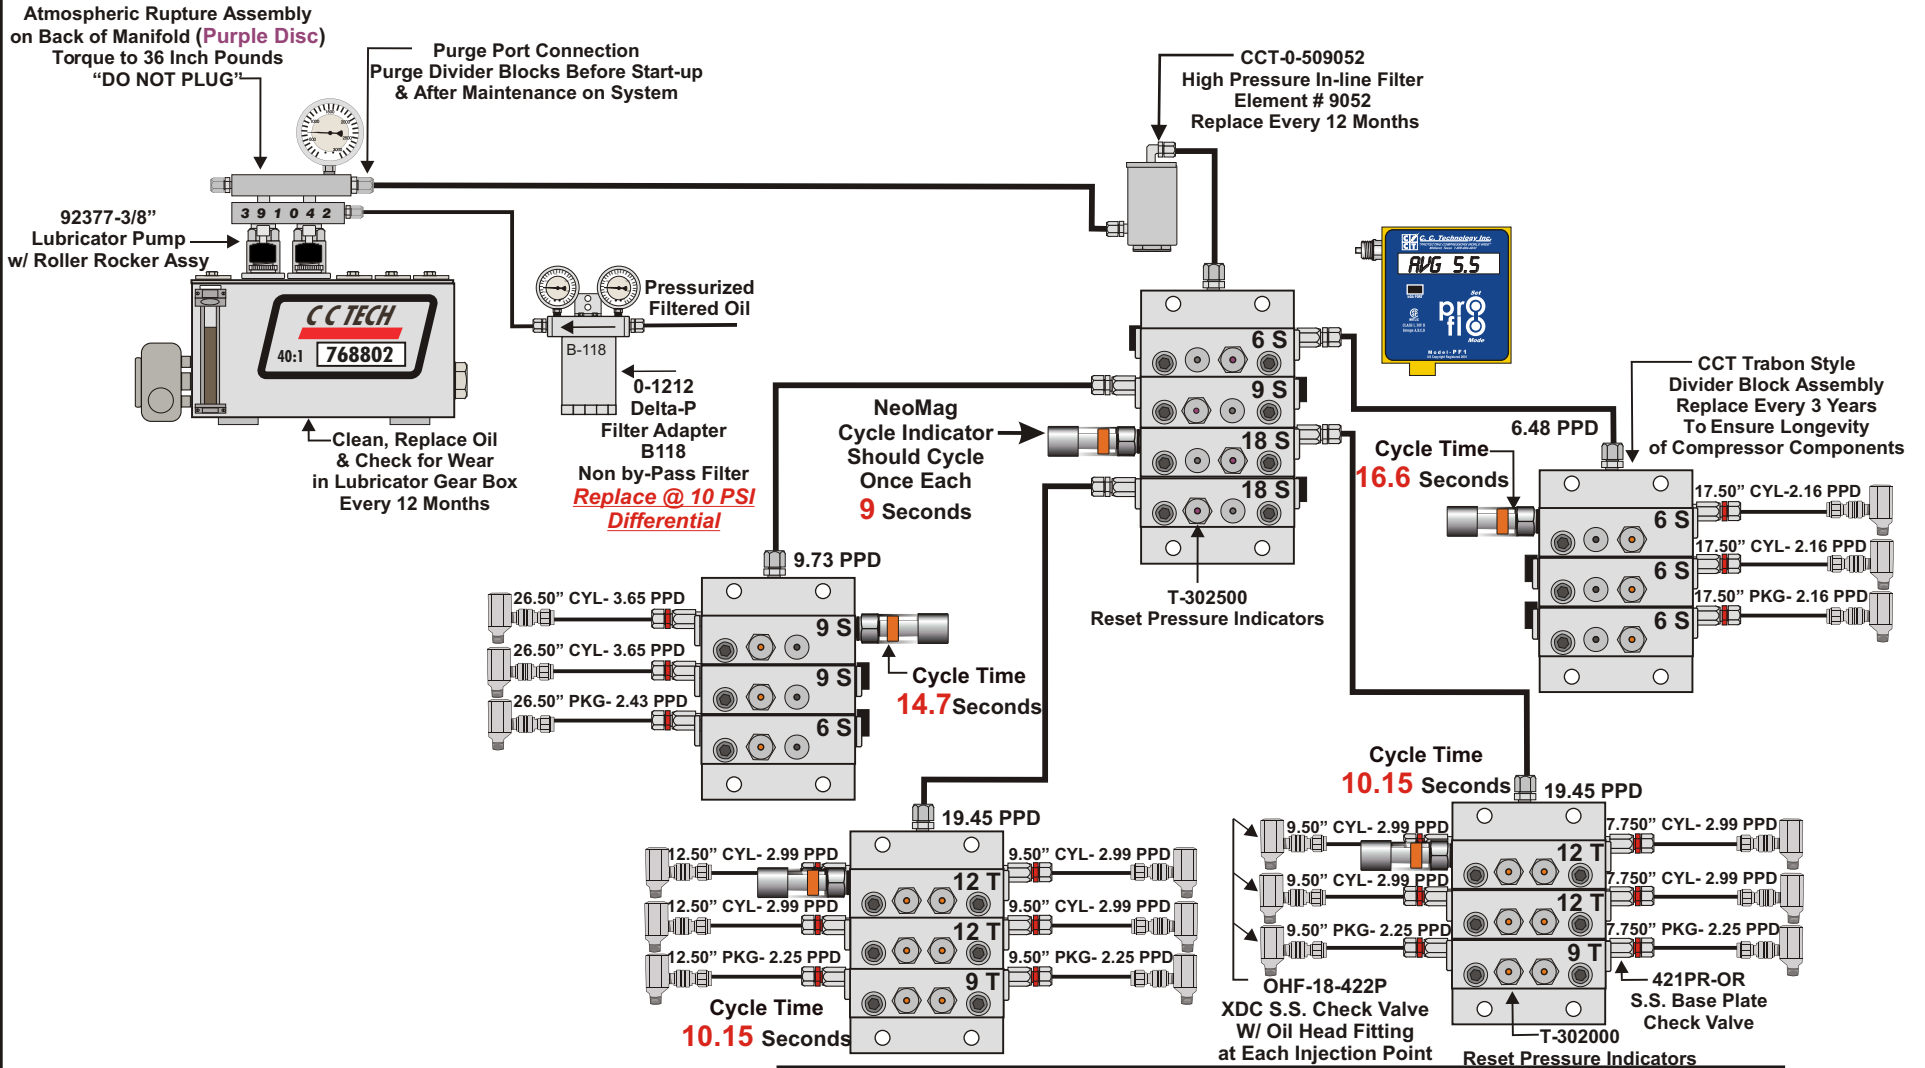 Atmospheric Rupture Assembly
on Back of Manifold (Purple Disc)
Torque to 36 Inch Pounds
“DO NOT PLUG”
Purge Port Connection
Purge Divider Blocks Before Start-up
& After Maintenance on System
CCT-0-509052
High Pressure In-line Filter
Element # 9052
Replace Every 12 Months
92377-3/8”
Lubricator Pump
w/ Roller Rocker Assy
3 9 1 0 4 2
C C TECH
40:1 768802
Clean, Replace Oil
& Check for Wear
in Lubricator Gear Box
Every 12 Months
Pressurized
Filtered Oil
B-118
0-1212
Delta-P
Filter Adapter
B118
Non by-Pass Filter
Replace @ 10 PSI
Differential
NeoMag
Cycle Indicator
Should Cycle
Once Each
9 Seconds
6 S
9 S
18 S
18 S
T-302500
Reset Pressure Indicators
C. C. Technology Inc.
AVG 5.5
Set
pro
flo
Mode
Model-PF1
CCT Trabon Style
Divider Block Assembly
Replace Every 3 Years
To Ensure Longevity
of Compressor Components
6.48 PPD
Cycle Time
16.6 Seconds
17.50” CYL-2.16 PPD
6 S
17.50” CYL- 2.16 PPD
6 S
17.50” PKG- 2.16 PPD
6 S
9.73 PPD
26.50” CYL- 3.65 PPD
9 S
26.50” CYL- 3.65 PPD
9 S
26.50” PKG- 2.43 PPD
6 S
Cycle Time
14.7 Seconds
19.45 PPD
12.50” CYL- 2.99 PPD
9.50” CYL- 2.99 PPD
12 T
12.50” CYL- 2.99 PPD
9.50” CYL- 2.99 PPD
12 T
12.50” PKG- 2.25 PPD
9.50” PKG- 2.25 PPD
9 T
Cycle Time
10.15 Seconds
Cycle Time
10.15 Seconds
19.45 PPD
9.50” CYL- 2.99 PPD
7.750” CYL- 2.99 PPD
12 T
9.50” CYL- 2.99 PPD
7.750” CYL- 2.99 PPD
12 T
9.50” PKG- 2.25 PPD
7.750” PKG- 2.25 PPD
9 T
OHF-18-422P
XDC S.S. Check Valve
W/ Oil Head Fitting
at Each Injection Point
421PR-OR
S.S. Base Plate
Check Valve
T-302000
Reset Pressure Indicators